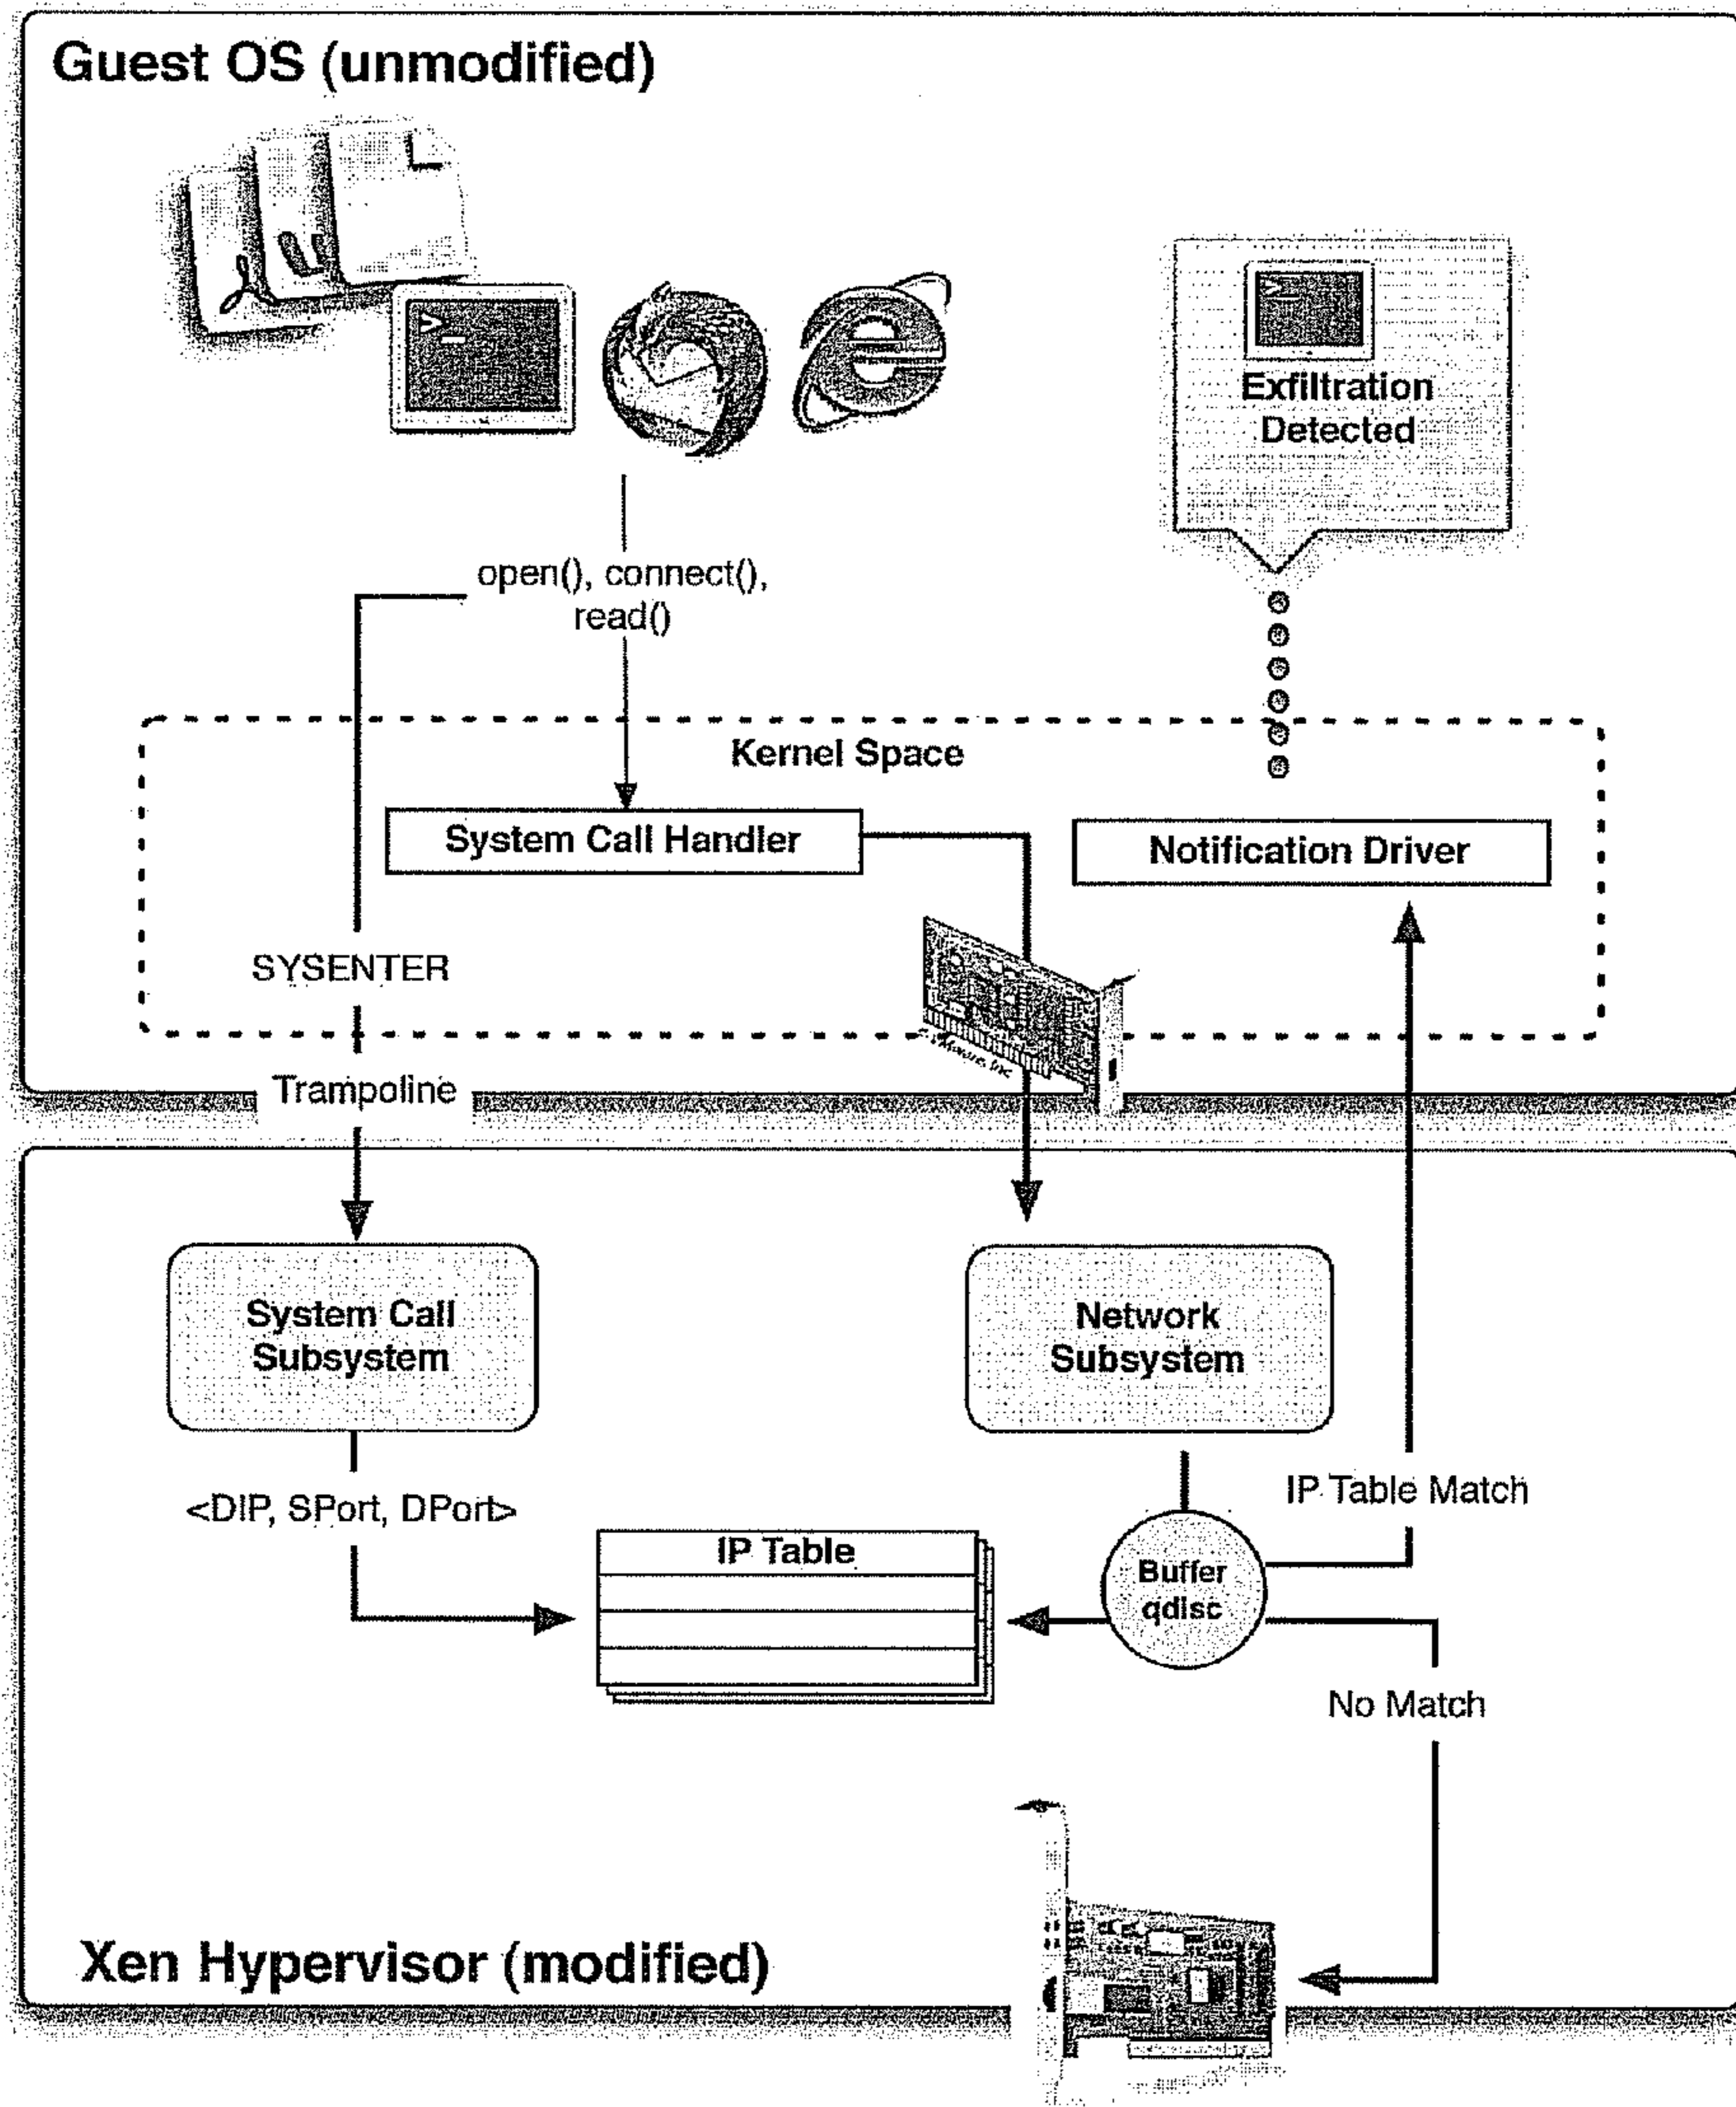 Guest OS (unmodified)
>_
>_
Exfiltration
Detected
open(), connect(),
read()
Kernel Space
System Call Handler
Notification Driver
SYSENTER
Trampoline
System Call
Subsystem
Network
Subsystem
<DIP, SPort, DPort>
IP Table Match
IP Table
Buffer
qdisc
No Match
Xen Hypervisor (modified)